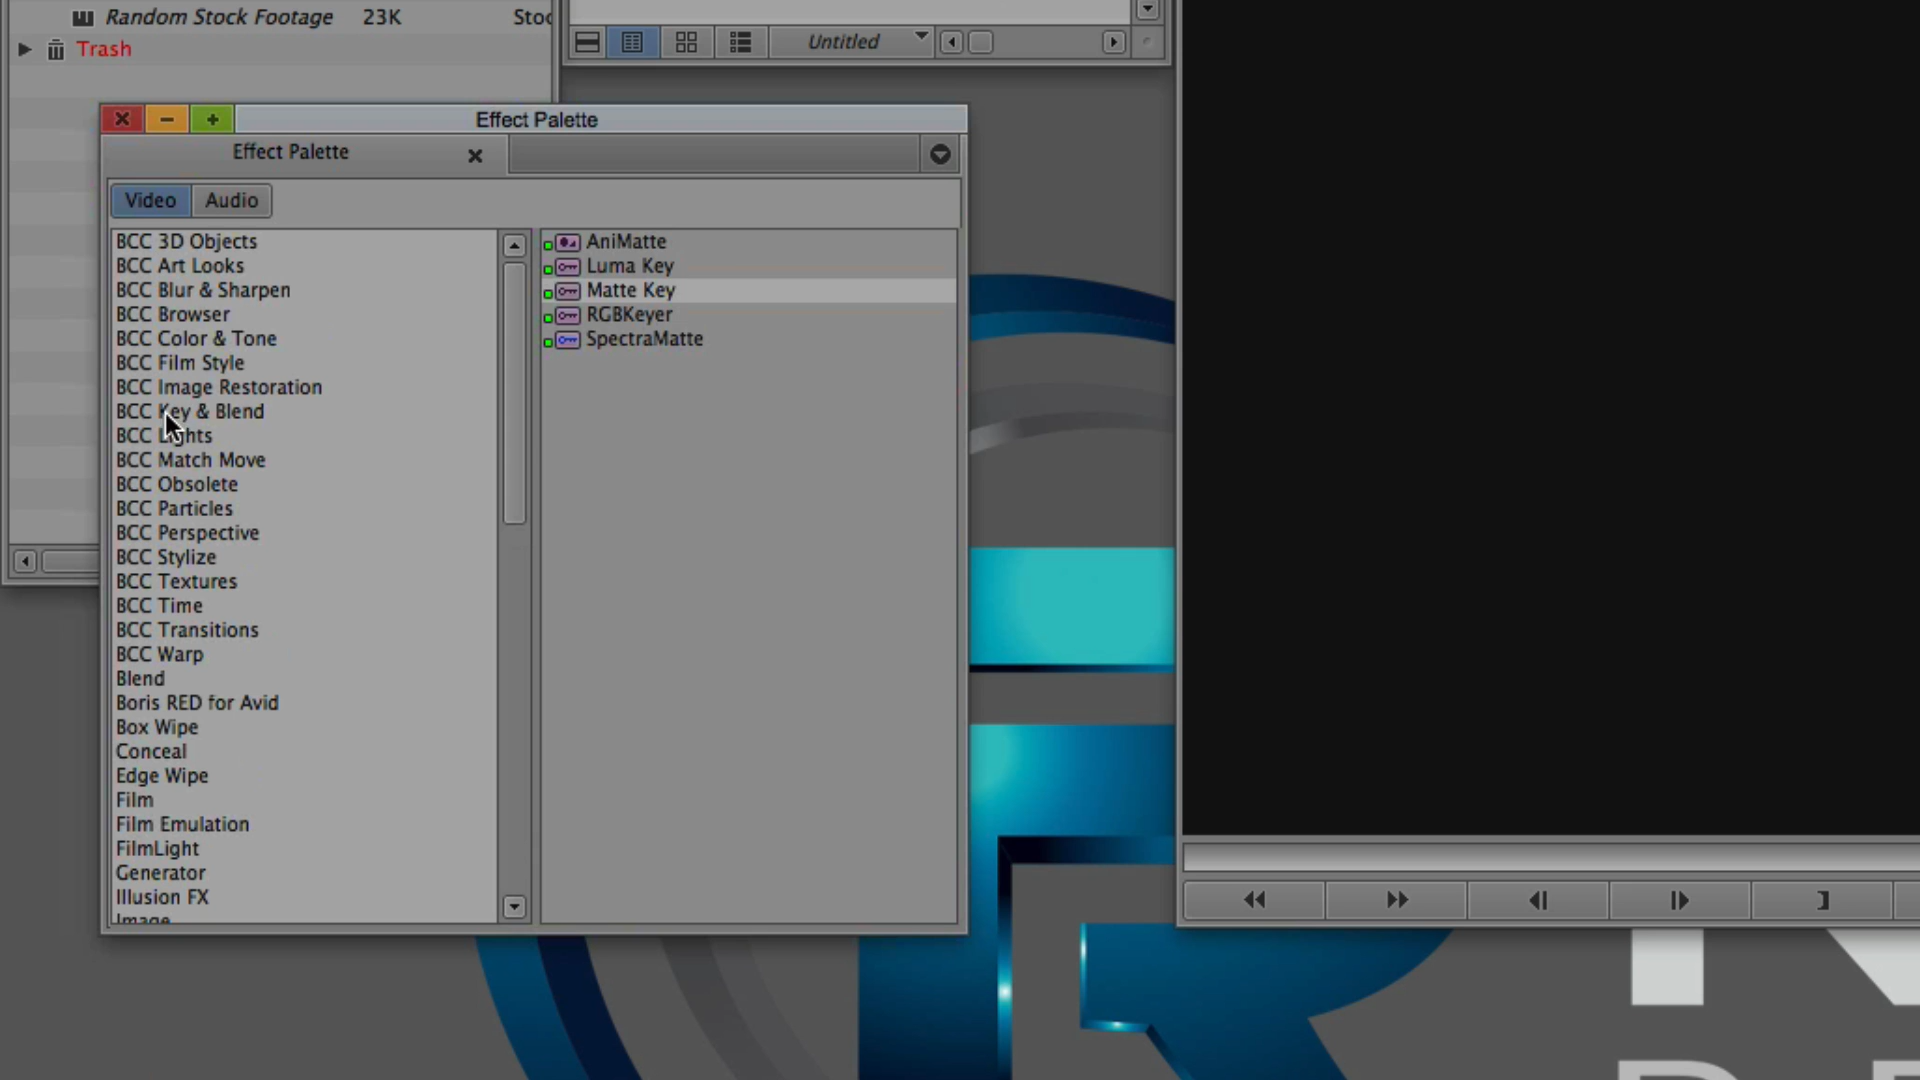 Random Stock Footage 23K Stoc
Trash
Untitled
Effect Palette
Effect Palette
Video Audio
BCC 3D Objects
BCC Art Looks
BCC Blur & Sharpen
BCC Browser
BCC Color & Tone
BCC Film Style
BCC Image Restoration
BCC Key & Blend
BCC Lights
BCC Match Move
BCC Obsolete
BCC Particles
BCC Perspective
BCC Stylize
BCC Textures
BCC Time
BCC Transitions
BCC Warp
Blend
Boris RED for Avid
Box Wipe
Conceal
Edge Wipe
Film
Film Emulation
FilmLight
Generator
Illusion FX
Image
AniMatte
Luma Key
Matte Key
RGBKeyer
SpectraMatte